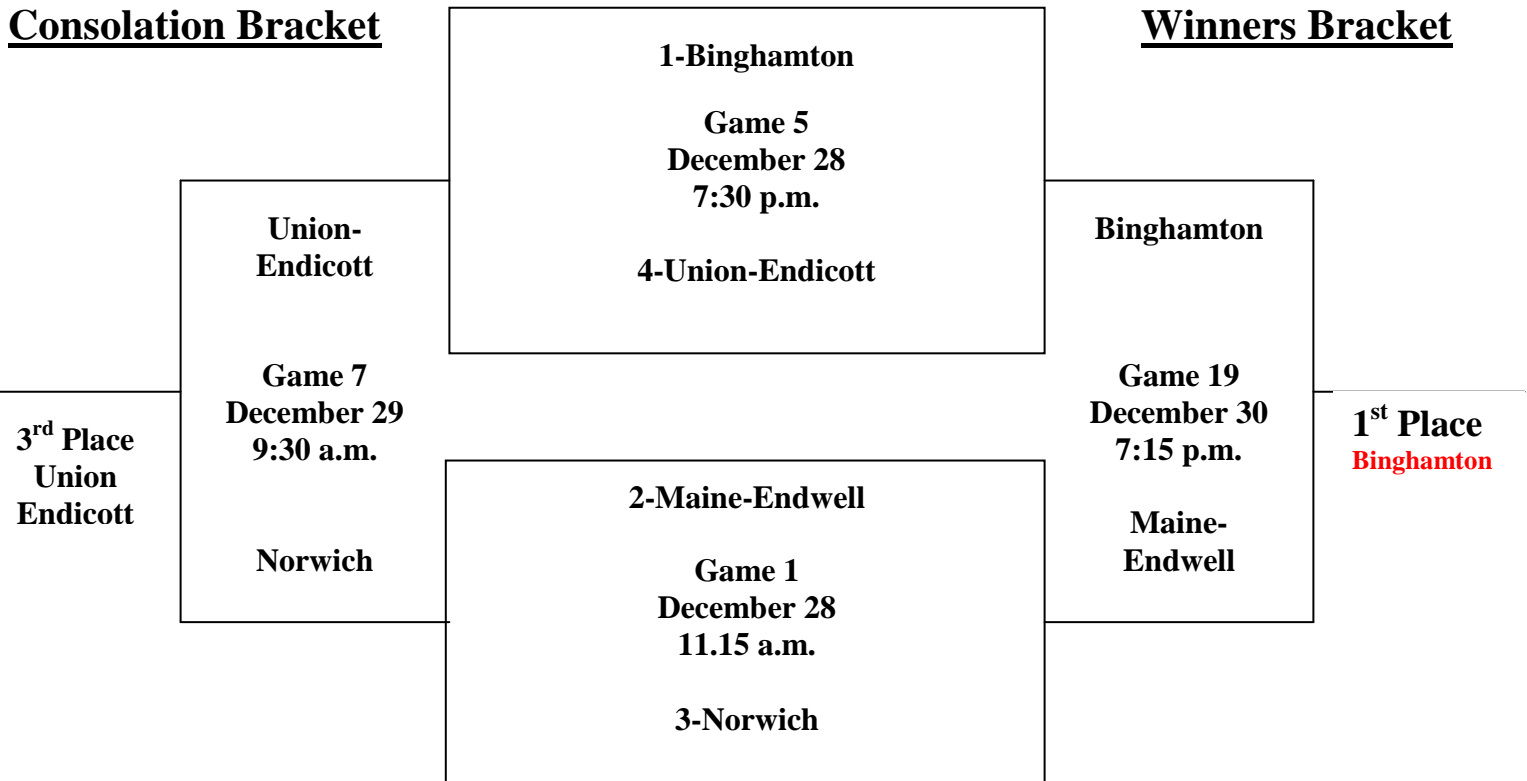 Consolation Bracket
Winners Bracket
1-Binghamton
Game 5
December 28
7:30 p.m.
4-Union-Endicott
Union-
Endicott
Game 7
December 29
9:30 a.m.
Norwich
3rd Place
Union
Endicott
Binghamton
Game 19
December 30
7:15 p.m.
Maine-
Endwell
1st Place
Binghamton
2-Maine-Endwell
Game 1
December 28
11.15 a.m.
3-Norwich